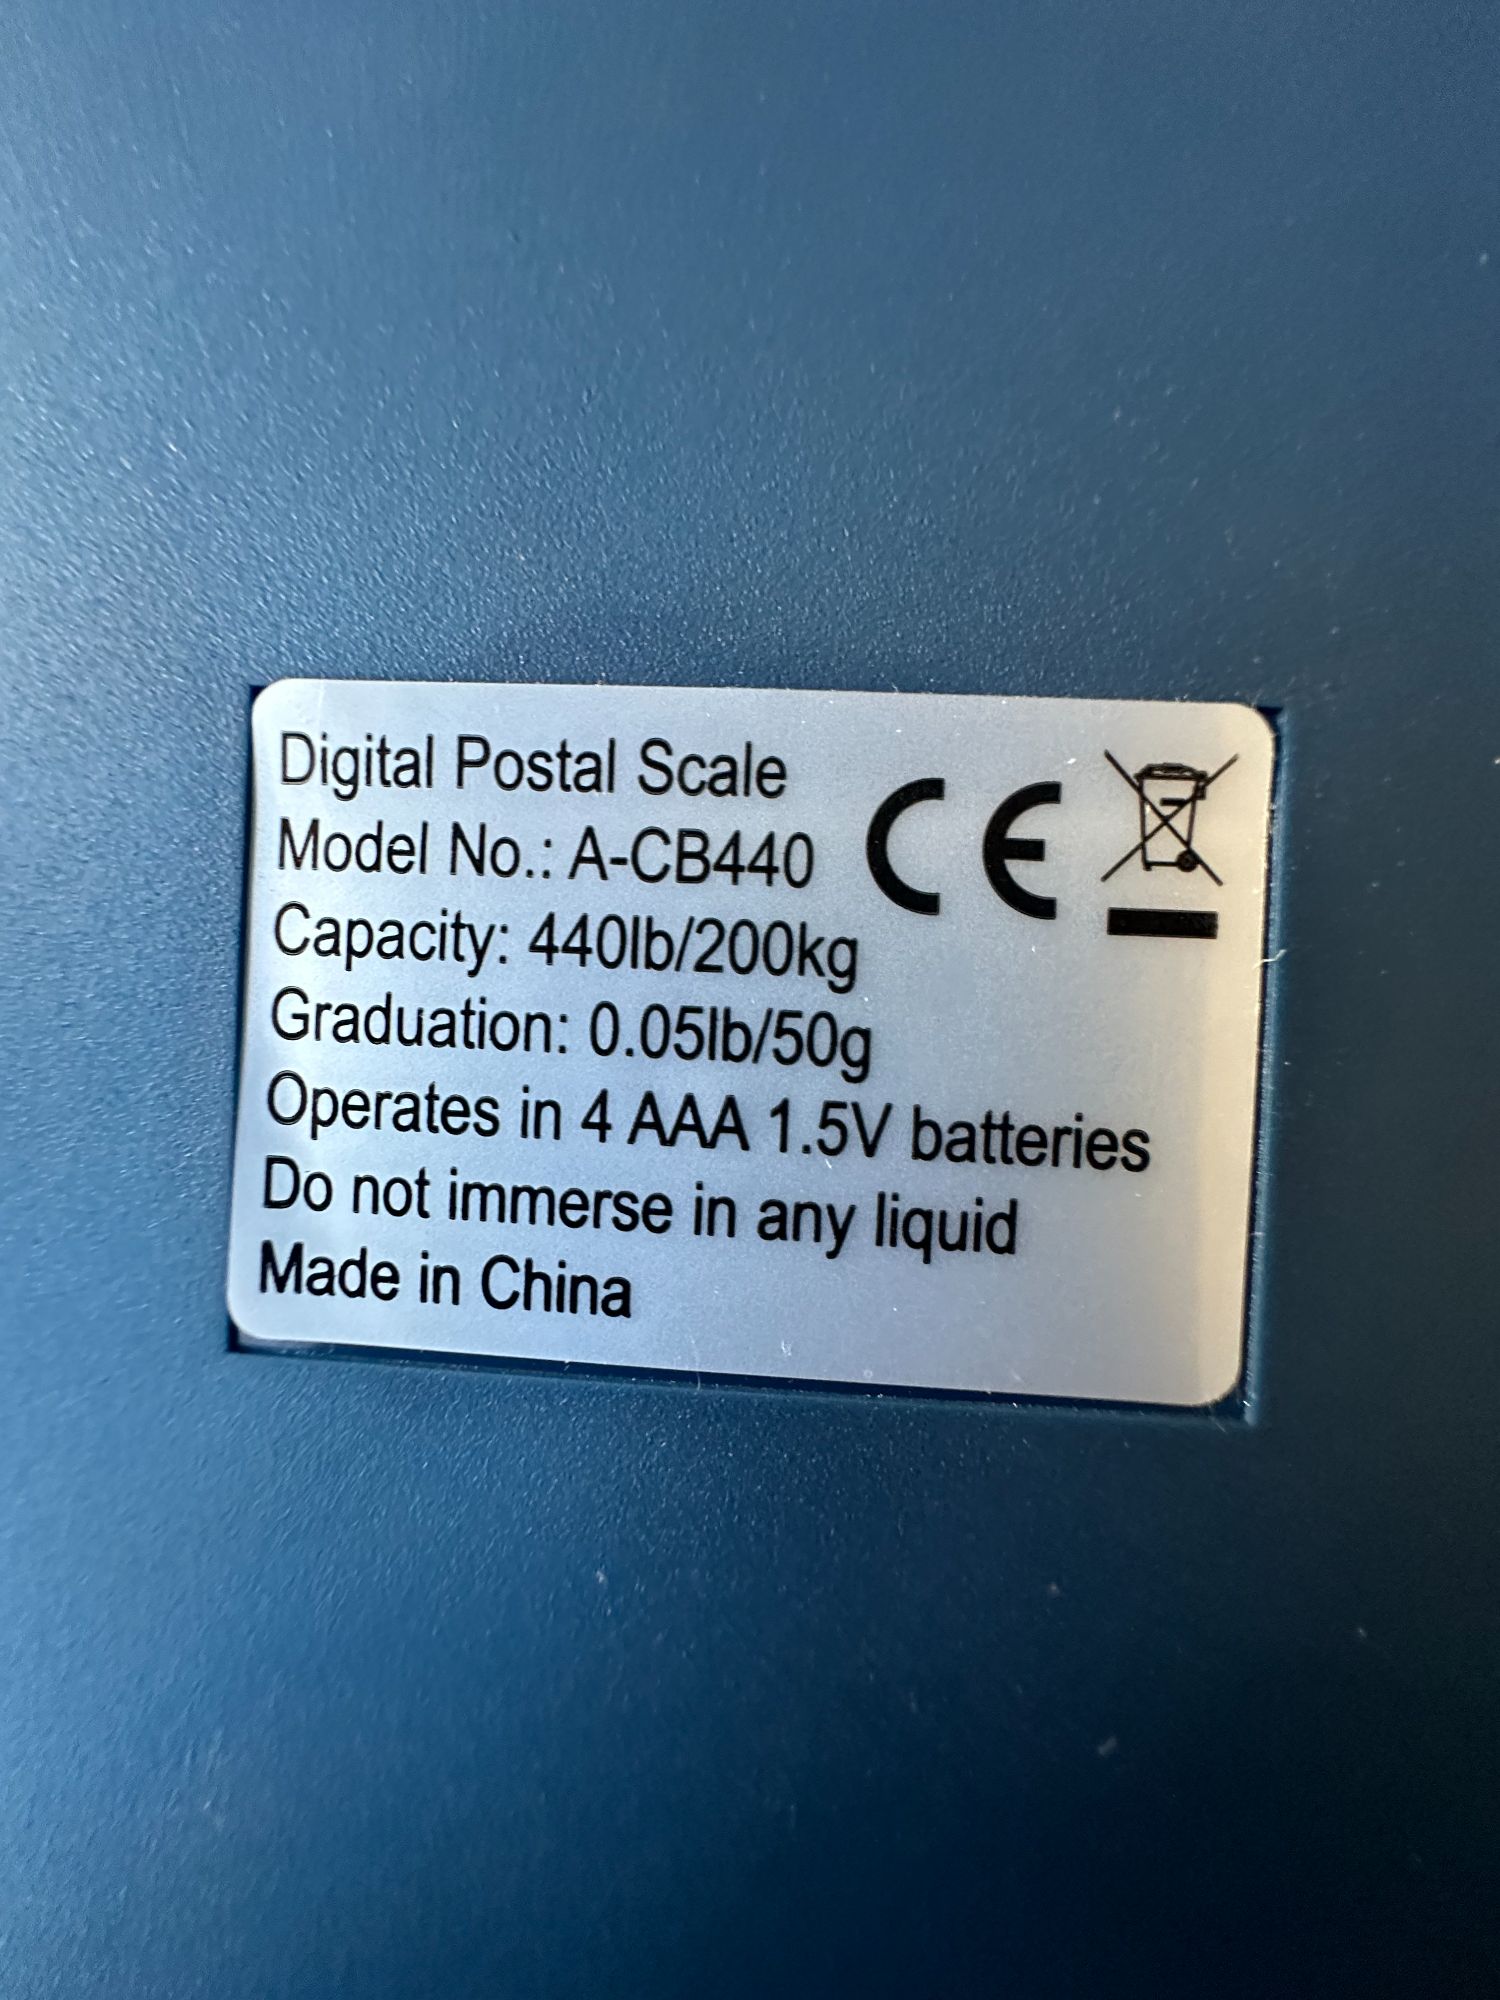 Digital Postal Scale
Model No.: A-CB440
CE
Capacity: 440lb/200kg
Graduation: 0.05lb/50g
Operates in 4 AAA 1.5V batteries
Do not immerse in any liquid
Made in China